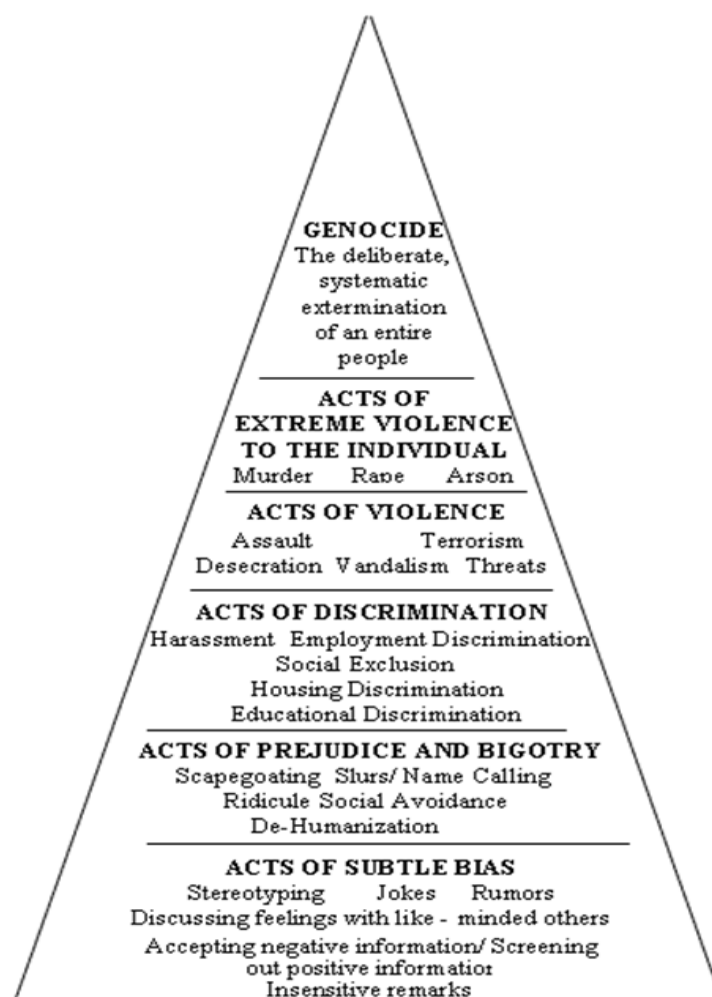 GENOCIDE
The deliberate,
systematic
extermination
of an entire
people
ACTS OF
EXTREME VIOLENCE
TO THE INDIVIDUAL
Murder Rape Arson
ACTS OF VIOLENCE
Assault Terrorism
Desecration Vandalism Threats
ACTS OF DISCRIMINATION
Harassment Employment Discrimination
Social Exclusion
Housing Discrimination
Educational Discrimination
ACTS OF PREJUDICE AND BIGOTRY
Scapegoating Slurs/ Name Calling
Ridicule Social Avoidance
De-Humanization
ACTS OF SUBTLE BIAS
Stereotyping Jokes Rumors
Discussing feelings with like - minded others
Accepting negative information/ Screening
out positive information
Insensitive remarks